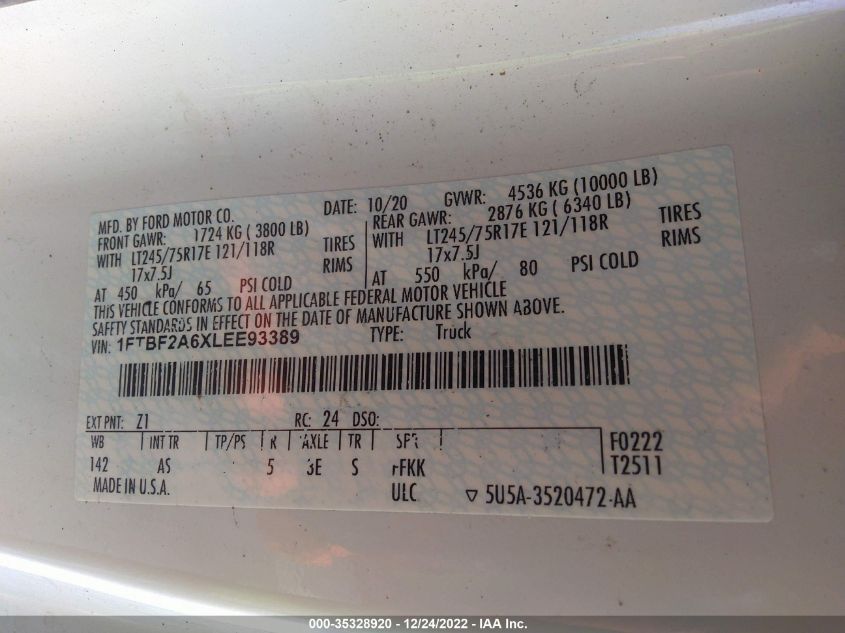 MFD. BY FORD MOTOR CO. DATE: 10/20 GVWR: 4536 KG (10000 LB)
FRONT GAWR: 1724 KG ( 3800 LB) REAR GAWR: 2876 KG ( 6340 LB)
WITH LT245/75R17E 121/118R TIRES WITH LT245/75R17E 121/118R TIRES
17x7.5J RIMS 17x7.5J RIMS
AT 450 kPa/ 65 PSI COLD AT 550 kPa/ 80 PSI COLD
THIS VEHICLE CONFORMS TO ALL APPLICABLE FEDERAL MOTOR VEHICLE
SAFETY STANDARDS IN EFFECT ON THE DATE OF MANUFACTURE SHOWN ABOVE.
VIN: 1FTBF2A6XLEE93389 TYPE: Truck
EXT PNT: Z1 RC: 24 DSO:
WB INT TR TP/PS R AXLE TR SPR F0222
142 AS 5 3E S FKK T2511
MADE IN U.S.A. ULC ▽ 5U5A-3520472-AA
000-35328920 - 12/24/2022 - IAA Inc.